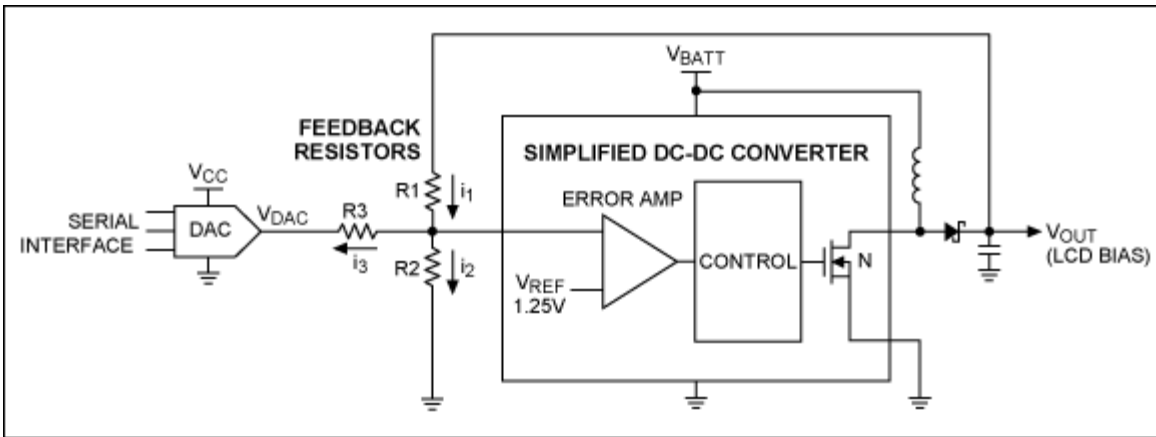 VBATT
FEEDBACK
RESISTORS
SIMPLIFIED DC-DC CONVERTER
VCC
R1
i1
ERROR AMP
SERIAL
INTERFACE
DAC
VDAC
R3
i3
R2
i2
VREF
1.25V
CONTROL
N
VOUT
(LCD BIAS)